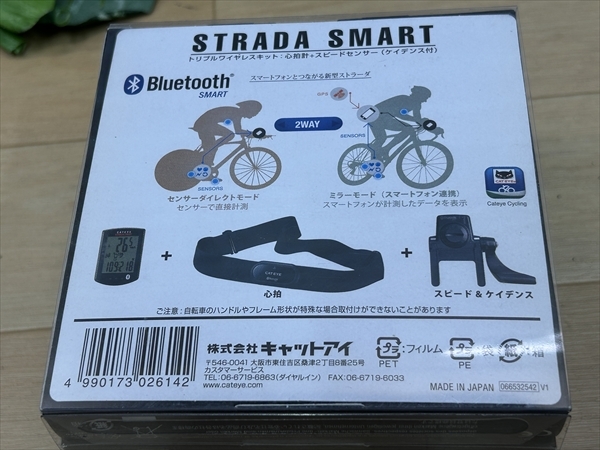 STRADA SMART
トリプルワイヤレスキット：心拍計＋スピードセンサー（ケイデンス付）
Bluetooth®
SMART
スマートフォンとつながる新型ストラーダ
GPS
2WAY
SENSORS
SENSORS
センサーダイレクトモード
センサーで直接計測
ミラーモード（スマートフォン連携）
スマートフォンが計測したデータを表示
CATEYE
Cateye Cycling
CATEYE
+
CATEYE
+
心拍
スピード＆ケイデンス
ご注意：自転車のハンドルやフレーム形状が特殊な場合取付けができないことがあります
株式会社キャットアイ
〒546-0041 大阪市東住吉区桑津2丁目8番25号
カスタマーサービス
TEL：06-6719-6863（ダイヤルイン） FAX：06-6719-6033
www.cateye.com
プラ：フィルム
PET
プラ：袋
PE
紙：箱
4 990173 026142
MADE IN JAPAN 066532542 V1